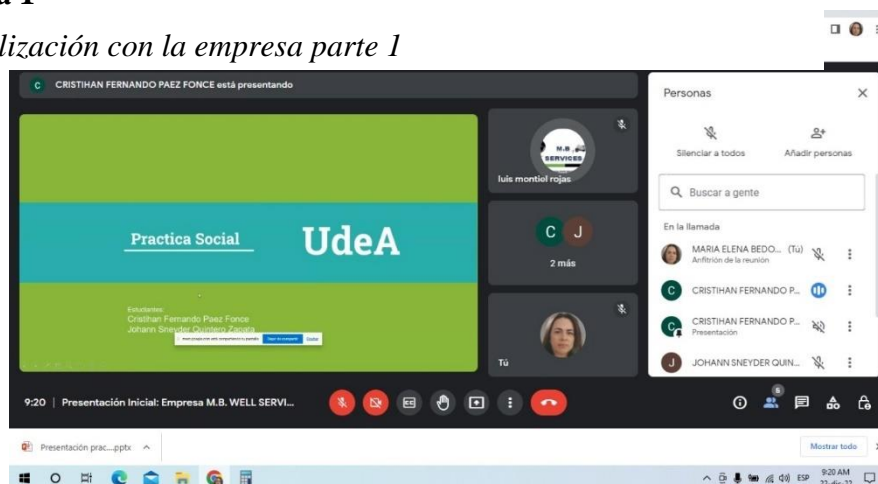 lización con la empresa parte 1
C CRISTIHAN FERNANDO PAEZ FONCE está presentando
Practica Social
UdeA
Estudiantes:
Cristihan Fernando Paez Fonce
Johann Sneyder Quintero Zapata
M.B.
SERVICES
luis montiel rojas
C J
2 más
Tú
Personas
Silenciar a todos
Añadir personas
Buscar a gente
En la llamada
MARIA ELENA BEDO... (Tú)
Anfitrión de la reunión
C CRISTIHAN FERNANDO P...
C CRISTIHAN FERNANDO P...
Presentación
J JOHANN SNEYDER QUIN...
9:20 | Presentación Inicial: Empresa M.B. WELL SERVI...
Presentación prac....pptx
Mostrar todo
ESP
9:20 AM